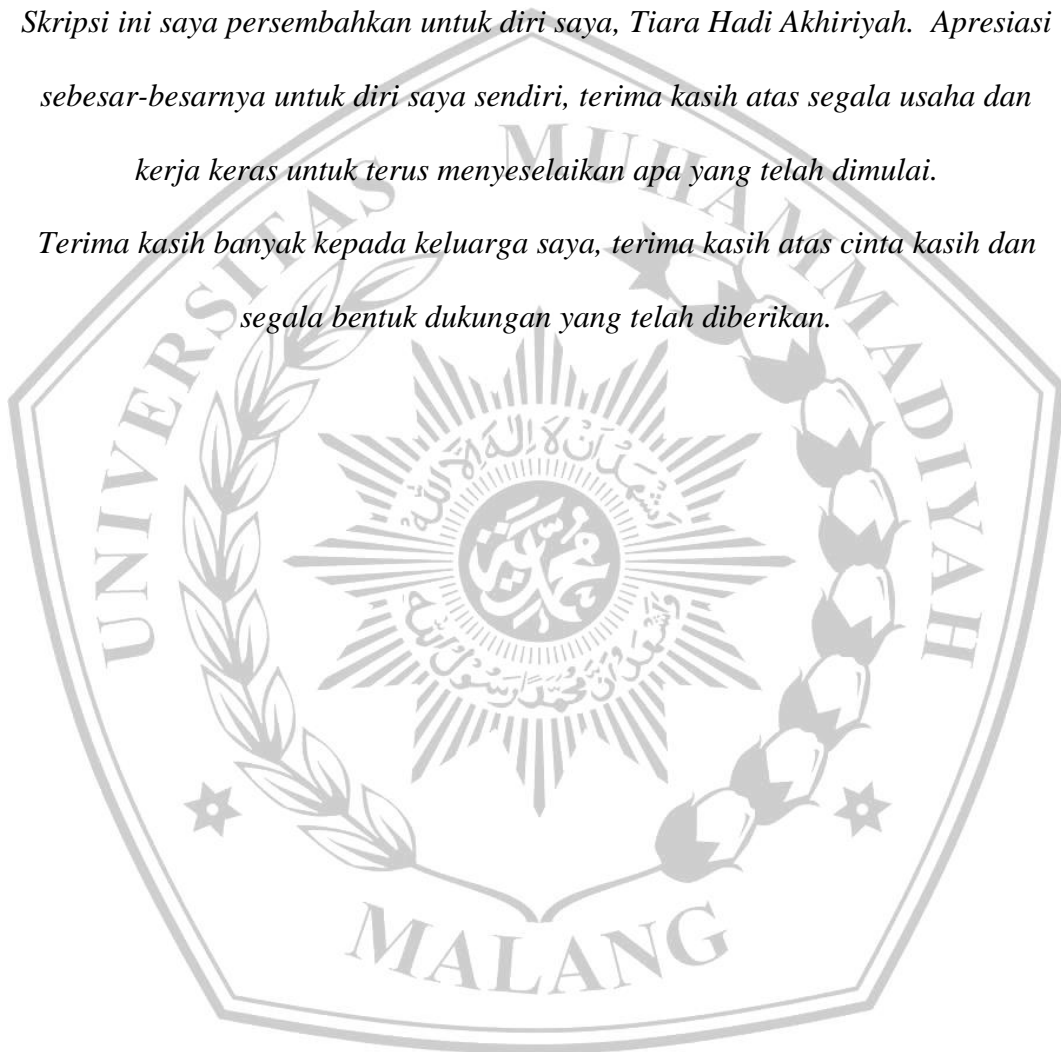 Skripsi ini saya persembahkan untuk diri saya, Tiara Hadi Akhiriyah. Apresiasi
sebesar-besarnya untuk diri saya sendiri, terima kasih atas segala usaha dan
kerja keras untuk terus menyeselaikan apa yang telah dimulai.
Terima kasih banyak kepada keluarga saya, terima kasih atas cinta kasih dan
segala bentuk dukungan yang telah diberikan.
UNIVERSITAS MUHAMMADIYAH
MALANG